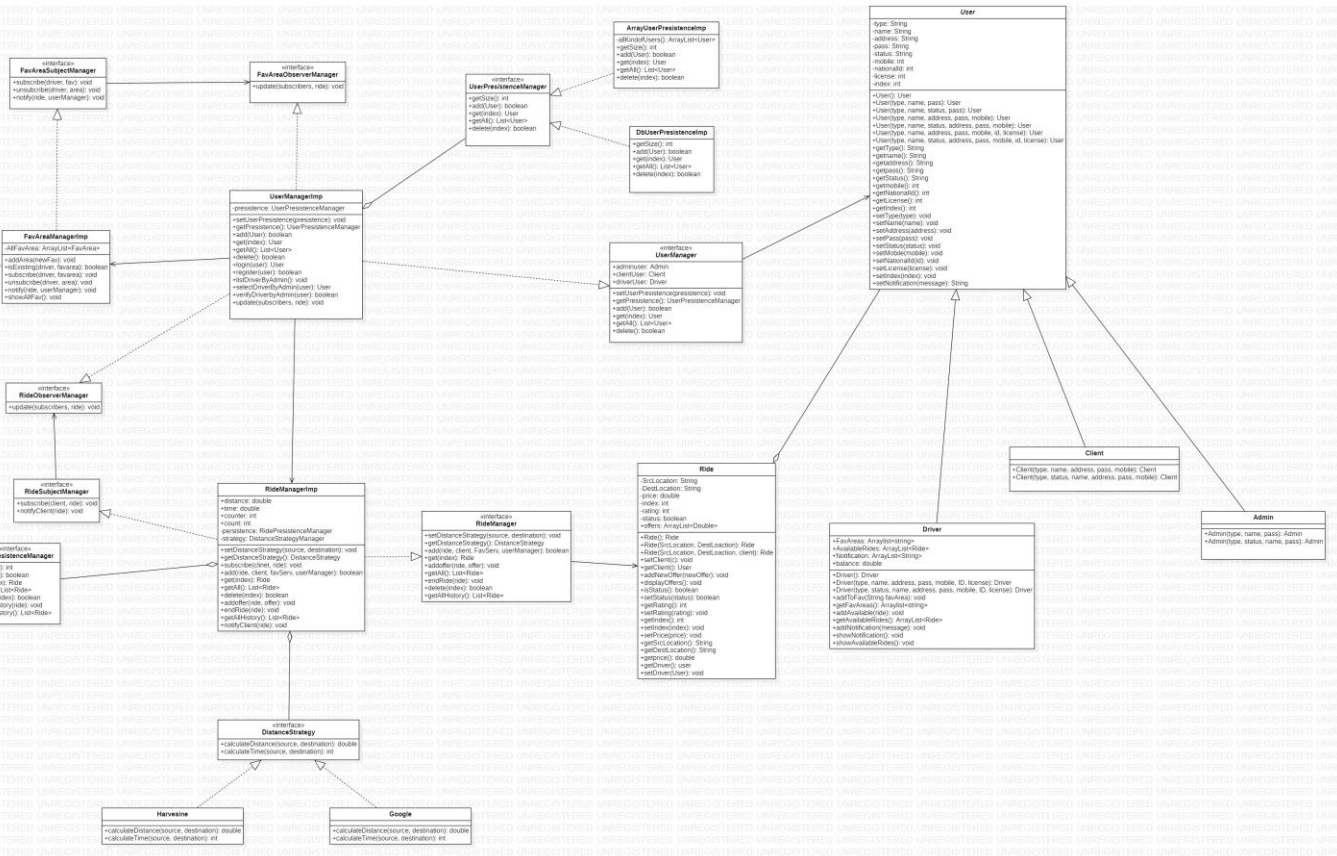 «interface»
FavAreaSubjectManager
+subscribe(driver, fav): void
+unsubscribe(driver, area): void
+notify(ride, userManager): void
«interface»
FavAreaObserverManager
+update(subscribers, ride): void
«interface»
UserPresistenceManager
+getSize(): int
+add(User): boolean
+get(index): User
+getAll(): List<User>
+delete(index): boolean
ArrayUserPresistenceImp
-allKindofUsers(): ArrayList<User>
+getSize(): int
+add(User): boolean
+get(index): User
+getAll(): List<User>
+delete(index): boolean
DbUserPresistenceImp
+getSize(): int
+add(User): boolean
+get(index): User
+getAll(): List<User>
+delete(index): boolean
User
-type: String
-name: String
-address: String
-pass: String
-status: String
-mobile: int
-nationalId: int
-license: int
-index: int
+User(): User
+User(type, name, pass): User
+User(type, name, status, pass): User
+User(type, name, address, pass, mobile): User
+User(type, name, status, address, pass, mobile): User
+User(type, name, address, pass, mobile, id, license): User
+User(type, name, status, address, pass, mobile, id, license): User
+getType(): String
+getname(): String
+getaddress(): String
+getpass(): String
+getStatus(): String
+getmobile(): int
+getNationalId(): int
+getLicense(): int
+getIndex(): int
+setType(type): void
+setName(name): void
+setAddress(address): void
+setPass(pass): void
+setStatus(status): void
+setMobile(mobile): void
+setNationalId(id): void
+setLicense(license): void
+setIndex(index): void
+setNotification(message): String
UserManagerImp
-presistence: UserPresistenceManager
+setUserPresistence(presistence): void
+getPresistence(): UserPresistenceManager
+add(User): boolean
+get(index): User
+getAll(): List<User>
+delete(): boolean
+login(user): User
+register(user): boolean
+listDriverByAdmin(): void
+selectDriverByAdmin(user): User
+verifyDriverbyAdmin(user): boolean
+update(subscribers, ride): void
FavAreaManagerImp
-AllFavArea: ArrayList<FavArea>
+addArea(newFav): void
+isExisting(driver, favarea): boolean
+subscribe(driver, favarea): void
+unsubscribe(driver, area): void
+notify(ride, userManager): void
+showAllFav(): void
«interface»
UserManager
+adminuser: Admin
+clientUser: Client
+driverUser: Driver
+setUserPresistence(presistence): void
+getPresistence(): UserPresistenceManager
+add(User): boolean
+get(index): User
+getAll(): List<User>
+delete(): boolean
«interface»
RideObserverManager
+update(subscribers, ride): void
«interface»
RideSubjectManager
+subscribe(client, ride): void
+notifyClient(ride): void
RideManagerImp
+distance: double
+time: double
+counter: int
+count: int
-persistence: RidePresistenceManager
-strategy: DistanceStrategyManager
+setDistanceStrategy(source, destination): void
+getDistanceStrategy(): DistanceStrategy
+subscribe(clinet, ride): void
+add(ride, client, favServ, userManager): boolean
+get(index): Ride
+getAll(): List<Ride>
+delete(index): boolean
+addoffer(ride, offer): void
+endRide(ride): void
+getAllHistory(): List<Ride>
+notifyClient(ride): void
«interface»
RideManager
+setDistanceStrategy(source, destination): void
+getDistanceStrategy(): DistanceStrategy
+add(ride, client, FavServ, userManager): boolean
+get(index): Ride
+addoffer(ride, offer): void
+getAll(): List<Ride>
+endRide(ride): void
+delete(index): boolean
+getAllHistory(): List<Ride>
Ride
-SrcLocation: String
-DestLocation: String
-price: double
-index: int
-rating: int
-status: boolean
+offers: ArrayList<Double>
+Ride(): Ride
+Ride(SrcLocation, DestLoaction): Ride
+Ride(SrcLocation, DestLoaction, client): Ride
+setClient(): void
+getClient(): User
+addNewOffer(newOffer): void
+displayOffers(): void
+isStatus(): boolean
+setStatus(status): boolean
+getRating(): int
+setRating(rating): void
+getIndex(): int
+setIndex(index): void
+setPrice(price): void
+getSrcLocation(): String
+getDestLocation(): String
+getprice(): double
+getDriver(): user
+setDriver(User): void
Client
+Client(type, name, address, pass, mobile): Client
+Client(type, status, name, address, pass, mobile): Client
Driver
+FavAreas: Arraylist<string>
+AvailableRides: ArrayList<Ride>
+Notification: ArrayList<String>
+balance: double
+Driver(): Driver
+Driver(type, name, address, pass, mobile, ID, license): Driver
+Driver(type, status, name, address, pass, mobile, ID, license): Driver
+addToFav(String favArea): void
+getFavAreas(): Arraylist<string>
+addAvailable(ride): void
+getAvailableRides(): ArrayList<Ride>
+addNotification(message): void
+showNotification(): void
+showAvailableRides(): void
Admin
+Admin(type, name, pass): Admin
+Admin(type, status, name, pass): Admin
«interface»
DistanceStrategy
+calculateDistance(source, destination): double
+calculateTime(source, destination): int
Harvesine
+calculateDistance(source, destination): double
+calculateTime(source, destination): int
Google
+calculateDistance(source, destination): double
+calculateTime(source, destination): int